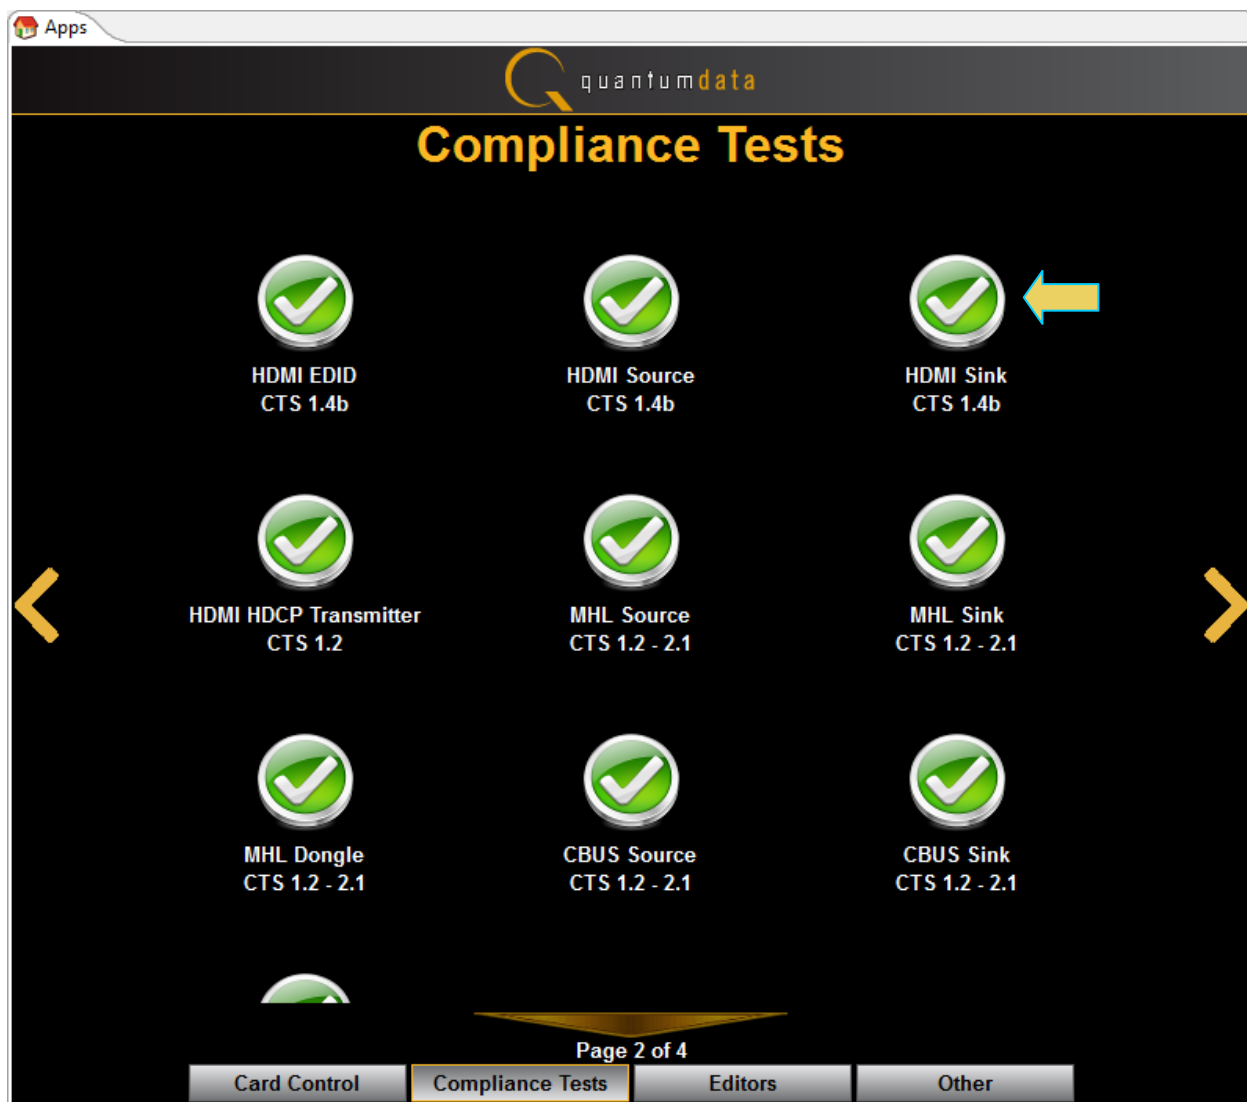 Apps
quantumdata
Compliance Tests
HDMI EDID
CTS 1.4b
HDMI Source
CTS 1.4b
HDMI Sink
CTS 1.4b
HDMI HDCP Transmitter
CTS 1.2
MHL Source
CTS 1.2 - 2.1
MHL Sink
CTS 1.2 - 2.1
MHL Dongle
CTS 1.2 - 2.1
CBUS Source
CTS 1.2 - 2.1
CBUS Sink
CTS 1.2 - 2.1
Page 2 of 4
Card Control
Compliance Tests
Editors
Other